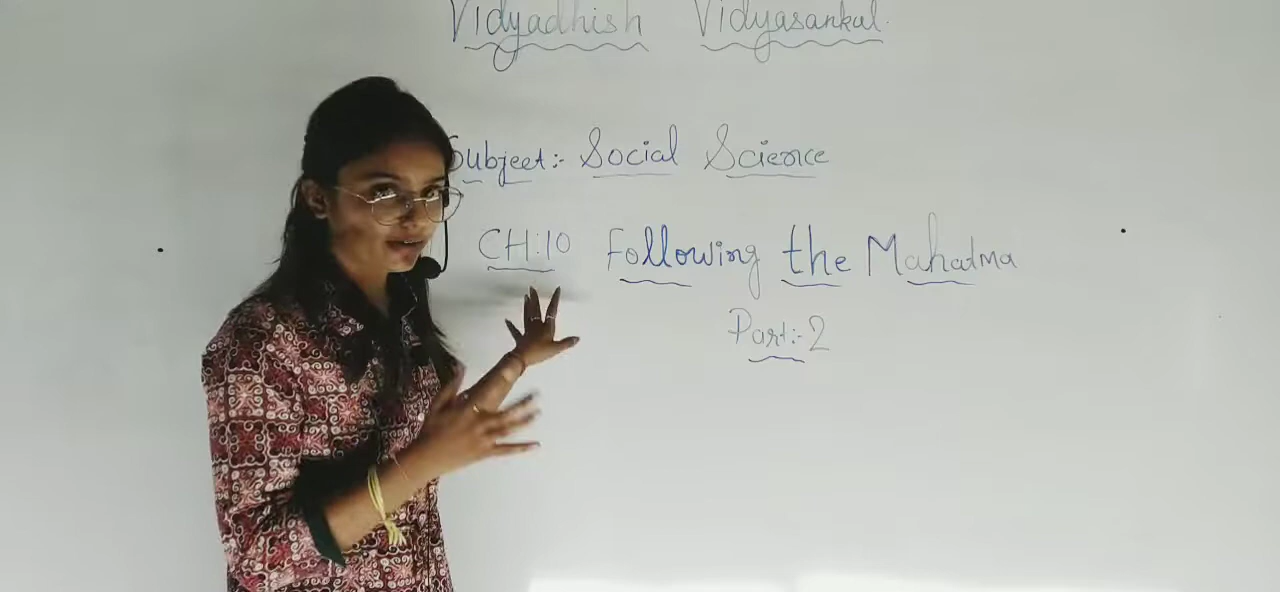 Vidyadhish Vidyasankul.
Subject:- Social Science
CH:10 Following the Mahatma
Part:-2